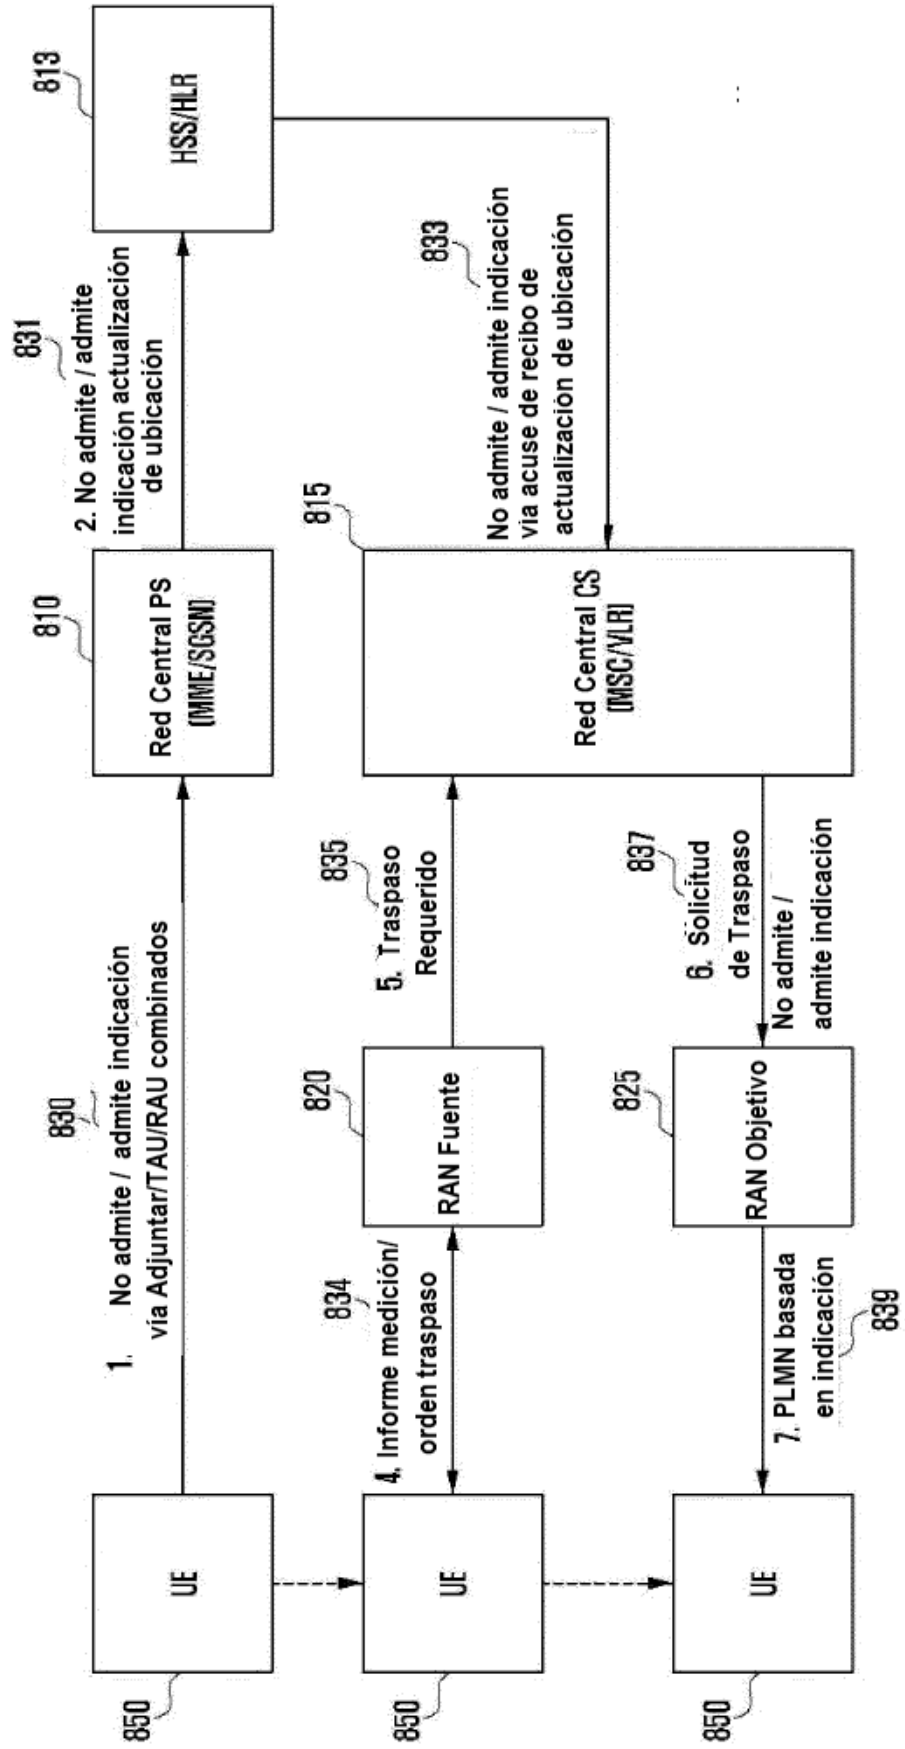 813
HSS/HLR
831
2. No admite / admite
indicación actualización
de ubicación
833
No admite / admite indicación
via acuse de recibo de
actualización de ubicación
810
Red Central PS
(MME/SGSN)
815
Red Central CS
(MSC/VLR)
830
1. No admite / admite indicación
vía Adjuntar/TAU/RAU combinados
835
5. Traspaso
Requerido
837
6. Solicitud
de Traspaso
No admite /
admite indicación
820
RAN Fuente
825
RAN Objetivo
834
4. Informe medición/
orden traspaso
7. PLMN basada
en indicación
839
UE
850
UE
850
UE
850